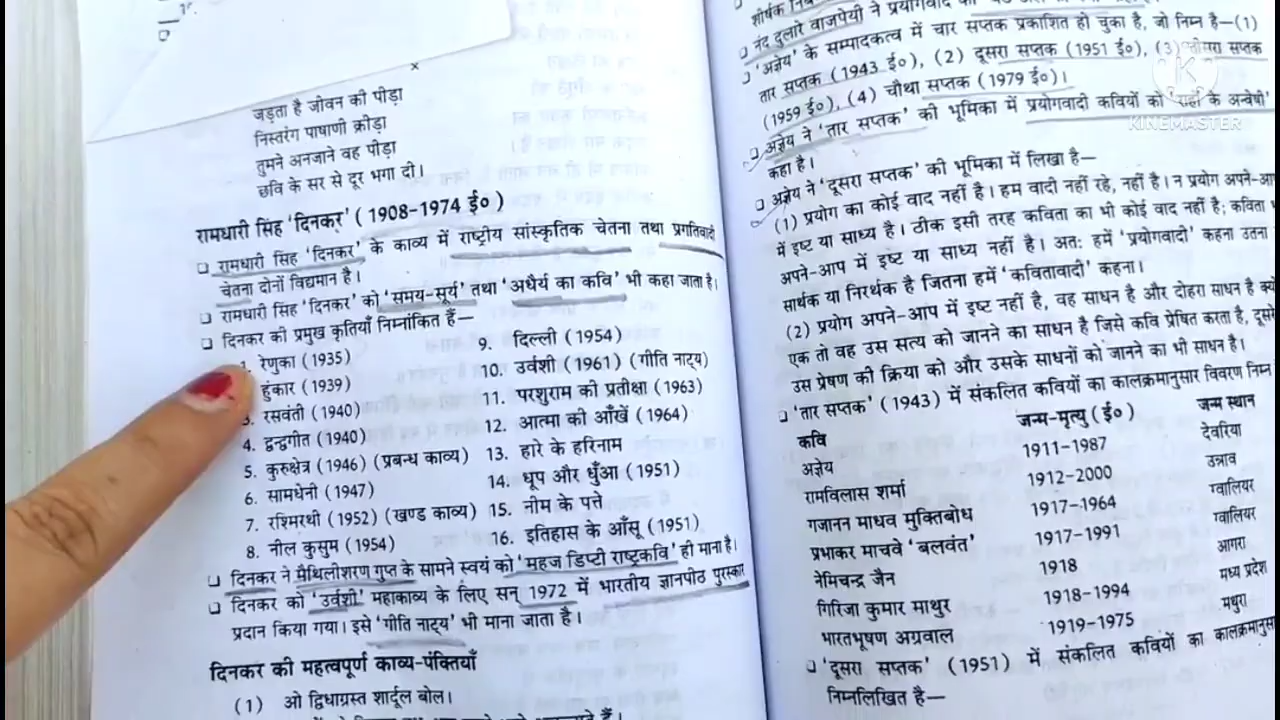 जड़ता है जीवन की पीड़ा
निस्तरंग पाषाणी क्रीड़ा
तुमने अनजाने वह पीड़ा
छवि के सर से दूर भगा दी।
रामधारी सिंह 'दिनकर' (1908-1974 ई०)
रामधारी सिंह 'दिनकर' के काव्य में राष्ट्रीय सांस्कृतिक चेतना तथा प्रगतिवादी
चेतना दोनों विद्यमान है।
रामधारी सिंह 'दिनकर' को 'समय-सूर्य' तथा 'अधैर्य का कवि' भी कहा जाता है।
दिनकर की प्रमुख कृतियाँ निम्नांकित हैं—
1. रेणुका (1935)
हुंकार (1939)
3. रसवंती (1940)
4. द्वन्द्वगीत (1940)
5. कुरुक्षेत्र (1946) (प्रबन्ध काव्य)
6. सामधेनी (1947)
7. रश्मिरथी (1952) (खण्ड काव्य)
8. नील कुसुम (1954)
9. दिल्ली (1954)
10. उर्वशी (1961) (गीति नाट्य)
11. परशुराम की प्रतीक्षा (1963)
12. आत्मा की आँखें (1964)
13. हारे के हरिनाम
14. धूप और धुँआ (1951)
15. नीम के पत्ते
16. इतिहास के आँसू (1951)
दिनकर ने मैथिलीशरण गुप्त के सामने स्वयं को 'महज डिप्टी राष्ट्रकवि' ही माना है।
दिनकर को 'उर्वशी' महाकाव्य के लिए सन् 1972 में भारतीय ज्ञानपीठ पुरस्कार
प्रदान किया गया। इसे 'गीति नाट्य' भी माना जाता है।
दिनकर की महत्वपूर्ण काव्य-पंक्तियाँ
(1) ओ द्विधाग्रस्त शार्दूल बोल।
शीर्षक
नंद दुलारे वाजपेयी ने प्रयोगवाद
'अज्ञेय' के सम्पादकत्व में चार सप्तक प्रकाशित हो चुका है, जो निम्न है—(1)
तार सप्तक (1943 ई०), (2) दूसरा सप्तक (1951 ई०), (3) तीसरा सप्तक
(1959 ई०), (4) चौथा सप्तक (1979 ई०)।
अज्ञेय ने 'तार सप्तक' की भूमिका में प्रयोगवादी कवियों को 'राहों के अन्वेषी'
कहा है।
अज्ञेय ने 'दूसरा सप्तक' की भूमिका में लिखा है—
(1) प्रयोग का कोई वाद नहीं है। हम वादी नहीं रहे, नहीं है। न प्रयोग अपने-आप
में इष्ट या साध्य है। ठीक इसी तरह कविता का भी कोई वाद नहीं है; कविता
अपने-आप में इष्ट या साध्य नहीं है। अतः हमें 'प्रयोगवादी' कहना उतना
सार्थक या निरर्थक है जितना हमें 'कवितावादी' कहना।
(2) प्रयोग अपने-आप में इष्ट नहीं है, वह साधन है और दोहरा साधन है
एक तो वह उस सत्य को जानने का साधन है जिसे कवि प्रेषित करता है, दूसरे
उस प्रेषण की क्रिया को और उसके साधनों को जानने का भी साधन है।
'तार सप्तक' (1943) में संकलित कवियों का कालक्रमानुसार विवरण निम्न
कवि जन्म-मृत्यु (ई०) जन्म स्थान
अज्ञेय 1911-1987 देवरिया
रामविलास शर्मा 1912-2000 उन्नाव
गजानन माधव मुक्तिबोध 1917-1964 ग्वालियर
प्रभाकर माचवे 'बलवंत' 1917-1991 ग्वालियर
नेमिचन्द्र जैन 1918 आगरा
गिरिजा कुमार माथुर 1918-1994 मध्य प्रदेश
भारतभूषण अग्रवाल 1919-1975 मथुरा
'दूसरा सप्तक' (1951) में संकलित कवियों का कालक्रमानुसार
निम्नलिखित है—
K
KINEMASTER